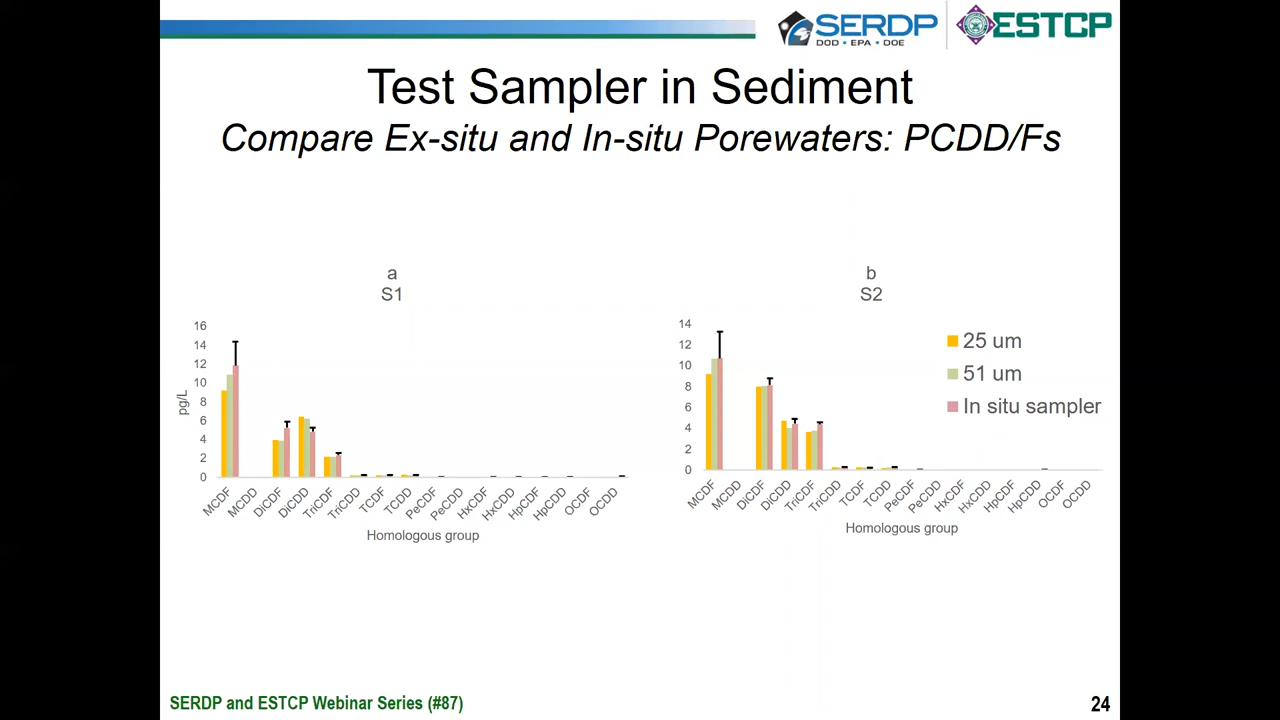 SERDP
DOD • EPA • DOE
ESTCP
Test Sampler in Sediment
Compare Ex-situ and In-situ Porewaters: PCDD/Fs
a
S1
16
14
12
10
8
6
4
2
0
pg/L
MCDF
MCDD
DiCDF
DiCDD
TriCDF
TriCDD
TCDF
TCDD
PeCDF
PeCDD
HxCDF
HxCDD
HpCDF
HpCDD
OCDF
OCDD
Homologous group
b
S2
14
12
10
8
6
4
2
0
MCDF
MCDD
DiCDF
DiCDD
TriCDF
TriCDD
TCDF
TCDD
PeCDF
PeCDD
HxCDF
HxCDD
HpCDF
HpCDD
OCDF
OCDD
Homologous group
25 um
51 um
In situ sampler
SERDP and ESTCP Webinar Series (#87)
24